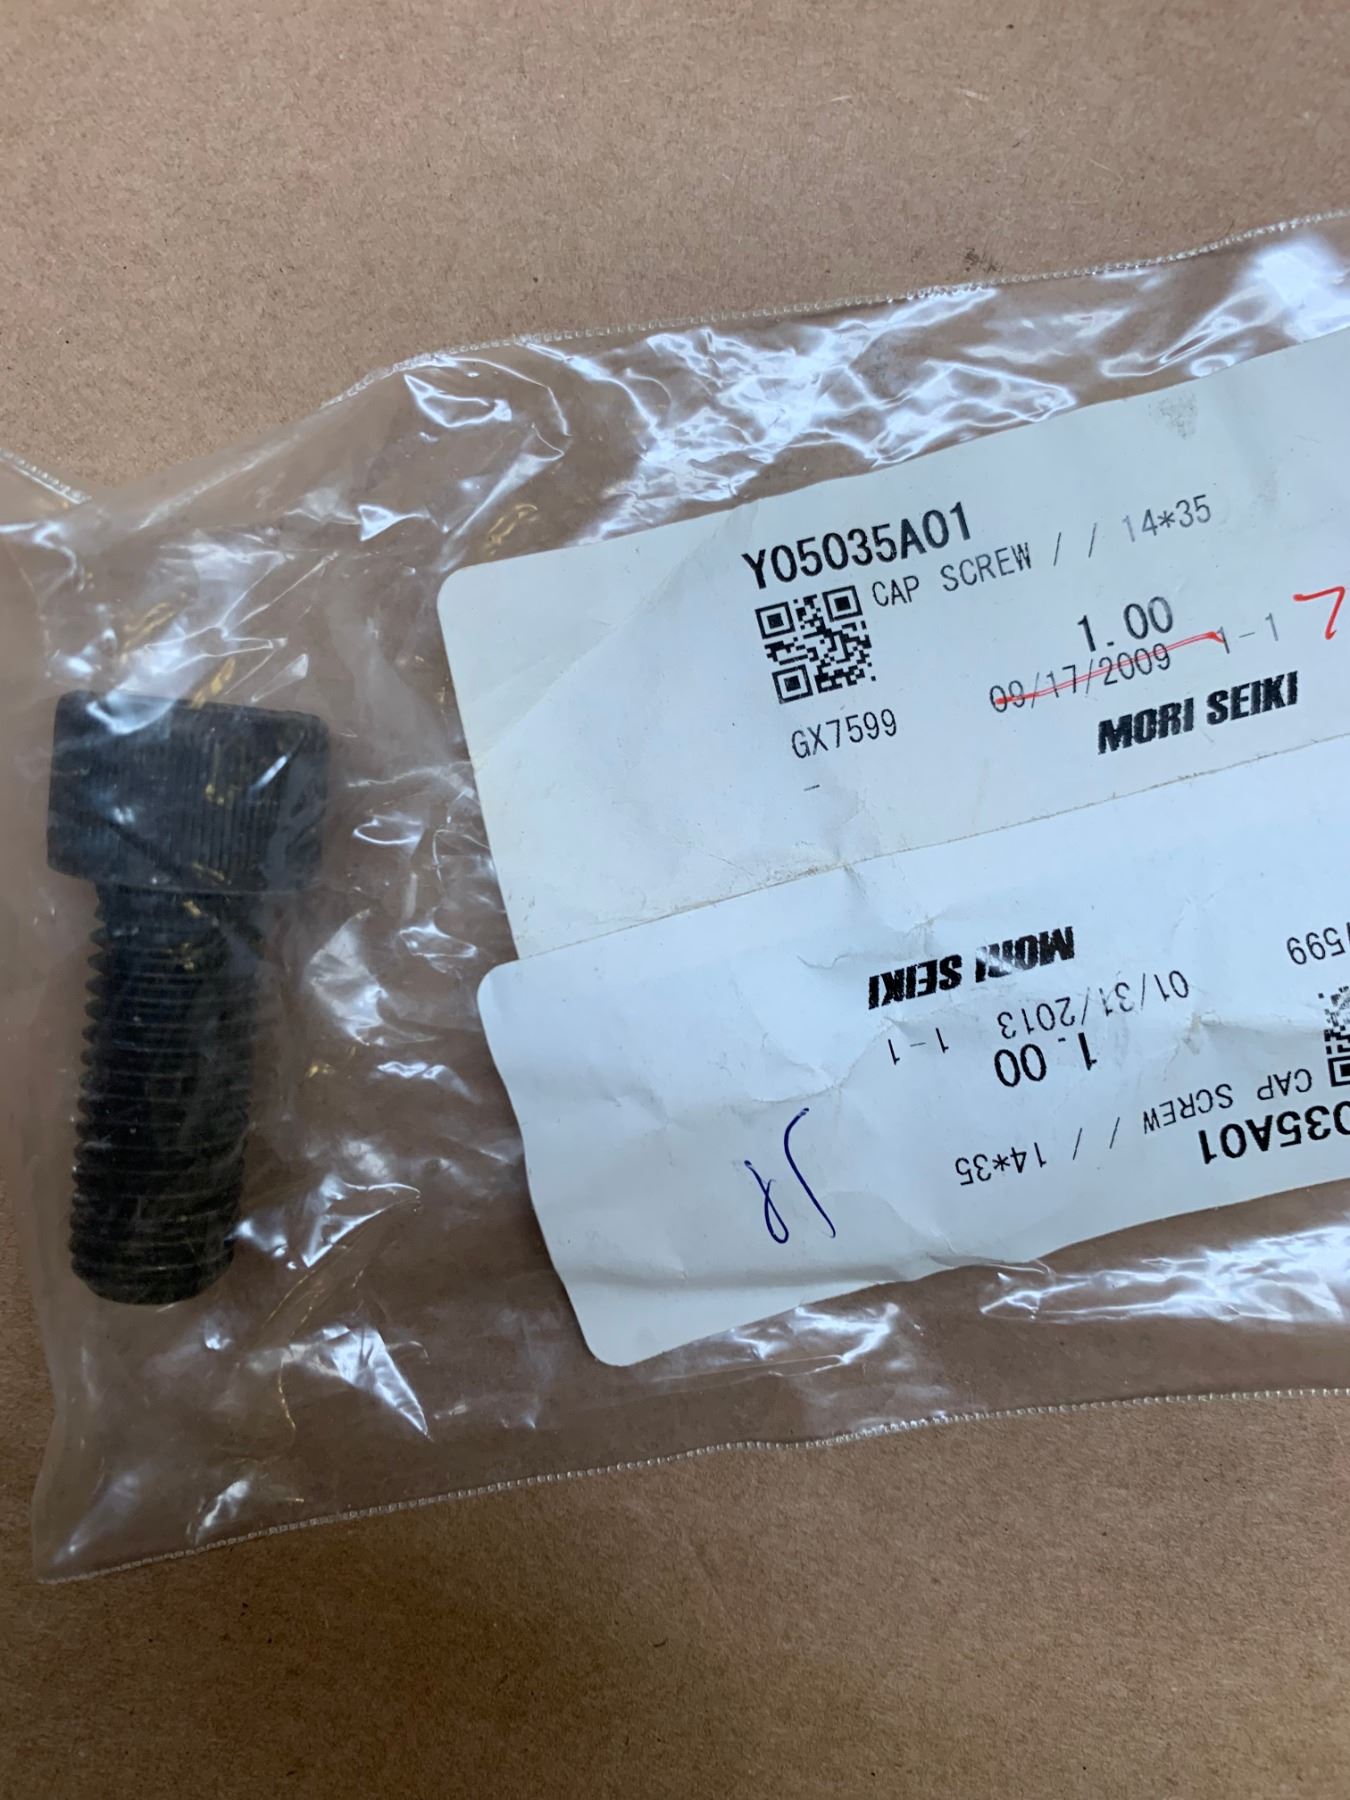 Y05035A01
CAP SCREW / / 14*35
1.00
09/17/2009 1-1
7
MORI SEIKI
GX7599
-
035A01
CAP SCREW / / 14*35
1.00
01/31/2013 1-1
MORI SEIKI
599